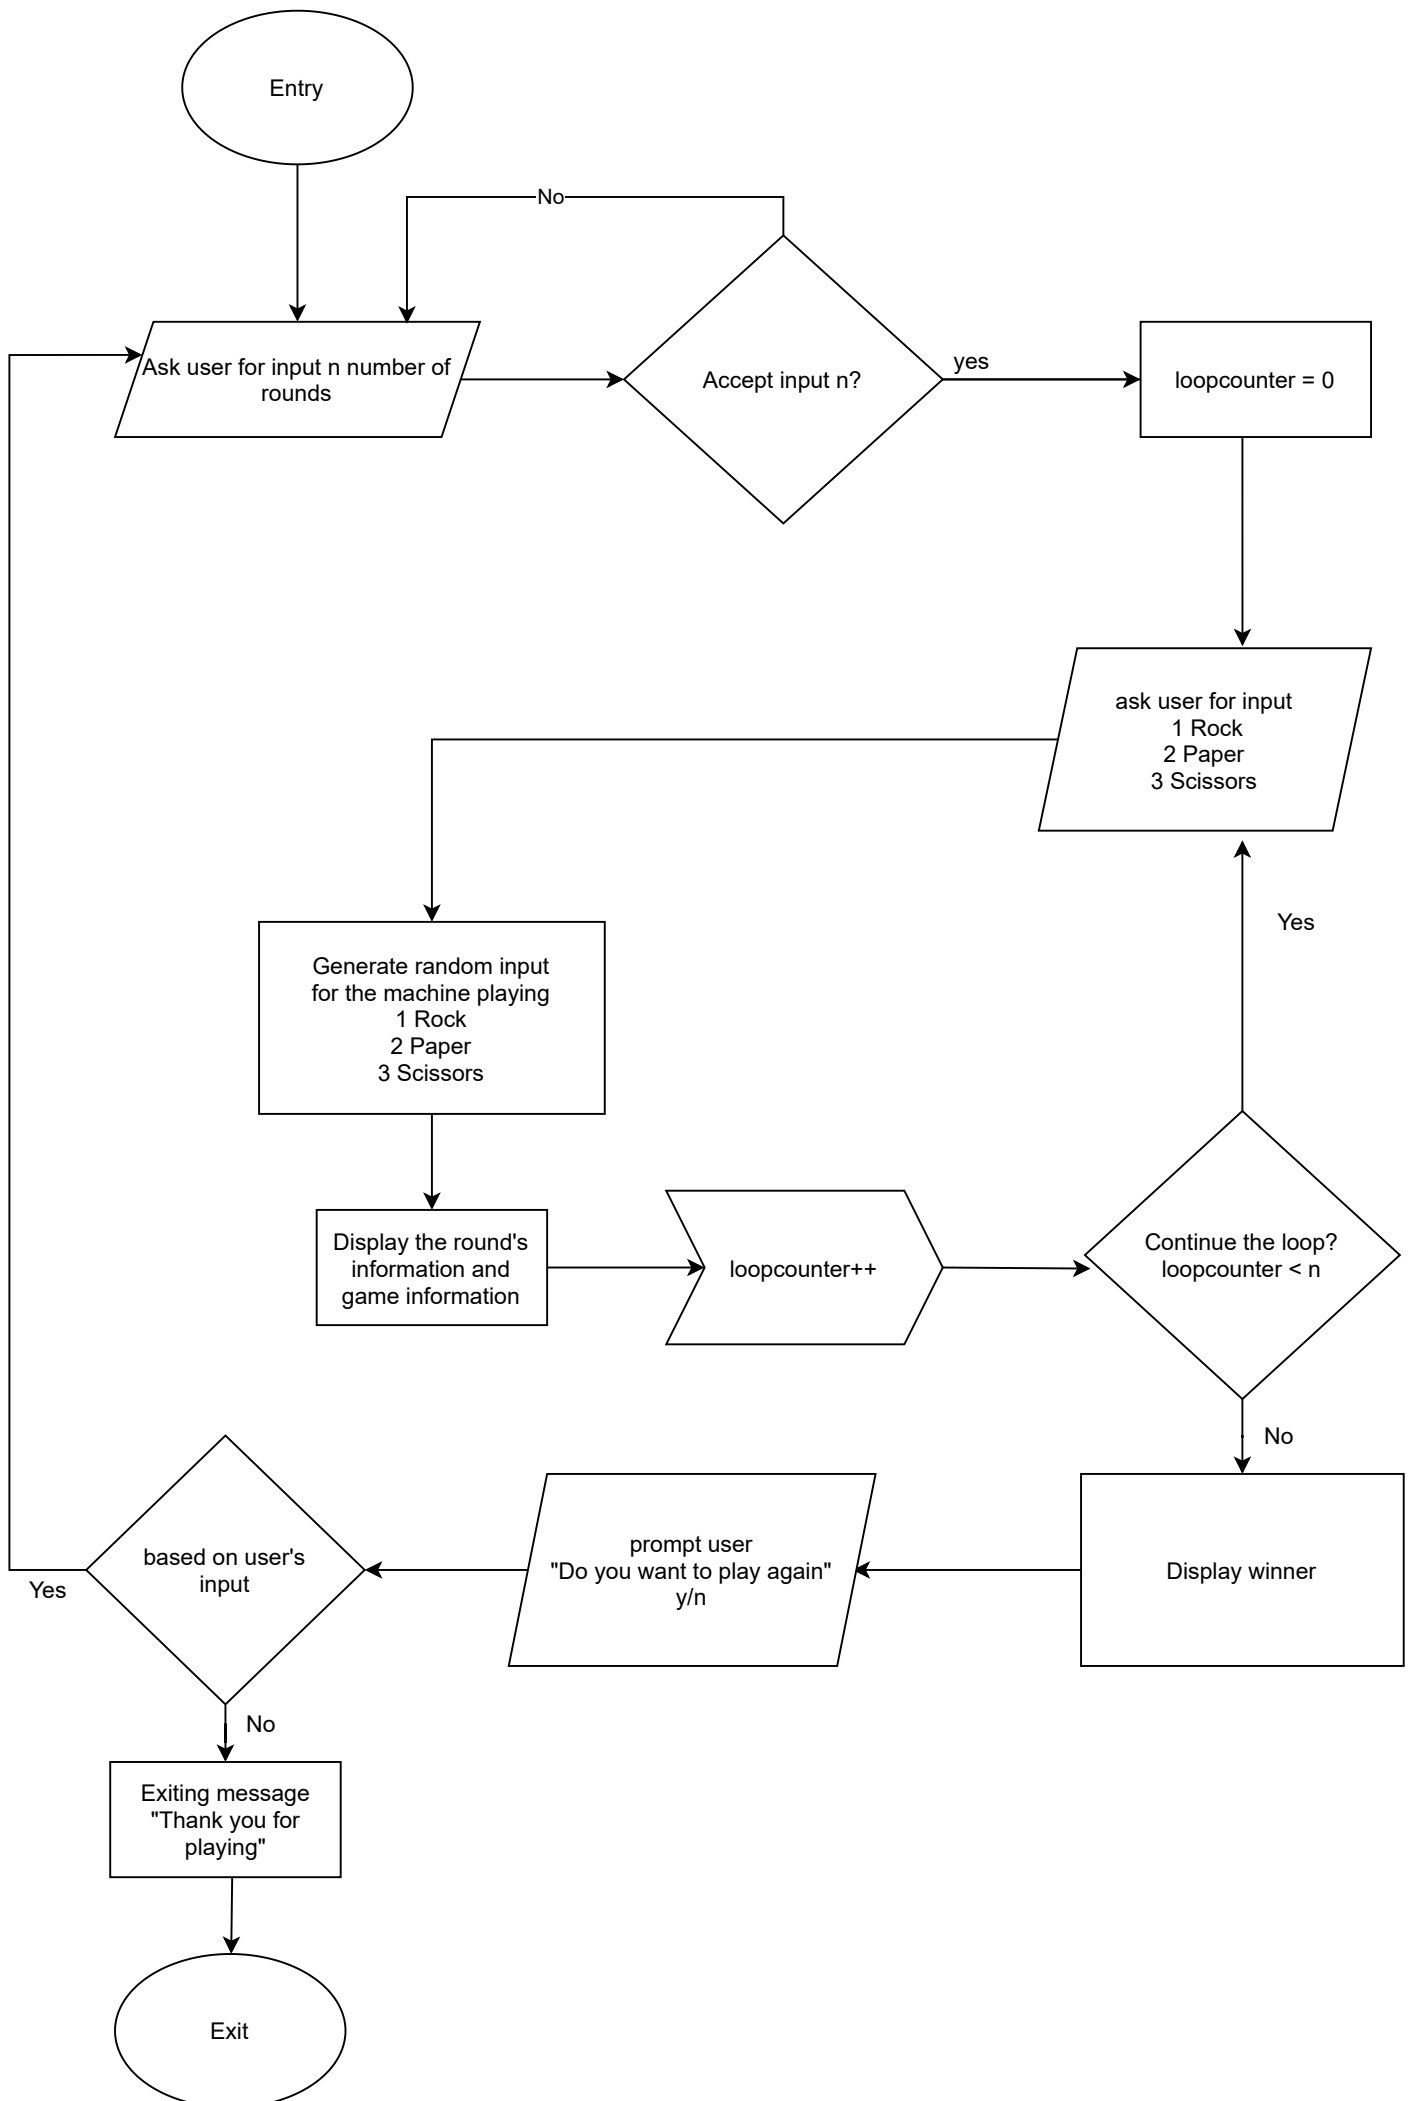 Entry
No
Ask user for input n number of
rounds
Accept input n?
yes
loopcounter = 0
ask user for input
1 Rock
2 Paper
3 Scissors
Yes
Generate random input
for the machine playing
1 Rock
2 Paper
3 Scissors
Display the round's
information and
game information
loopcounter++
Continue the loop?
loopcounter < n
No
Display winner
prompt user
"Do you want to play again"
y/n
based on user's
input
Yes
No
Exiting message
"Thank you for
playing"
Exit